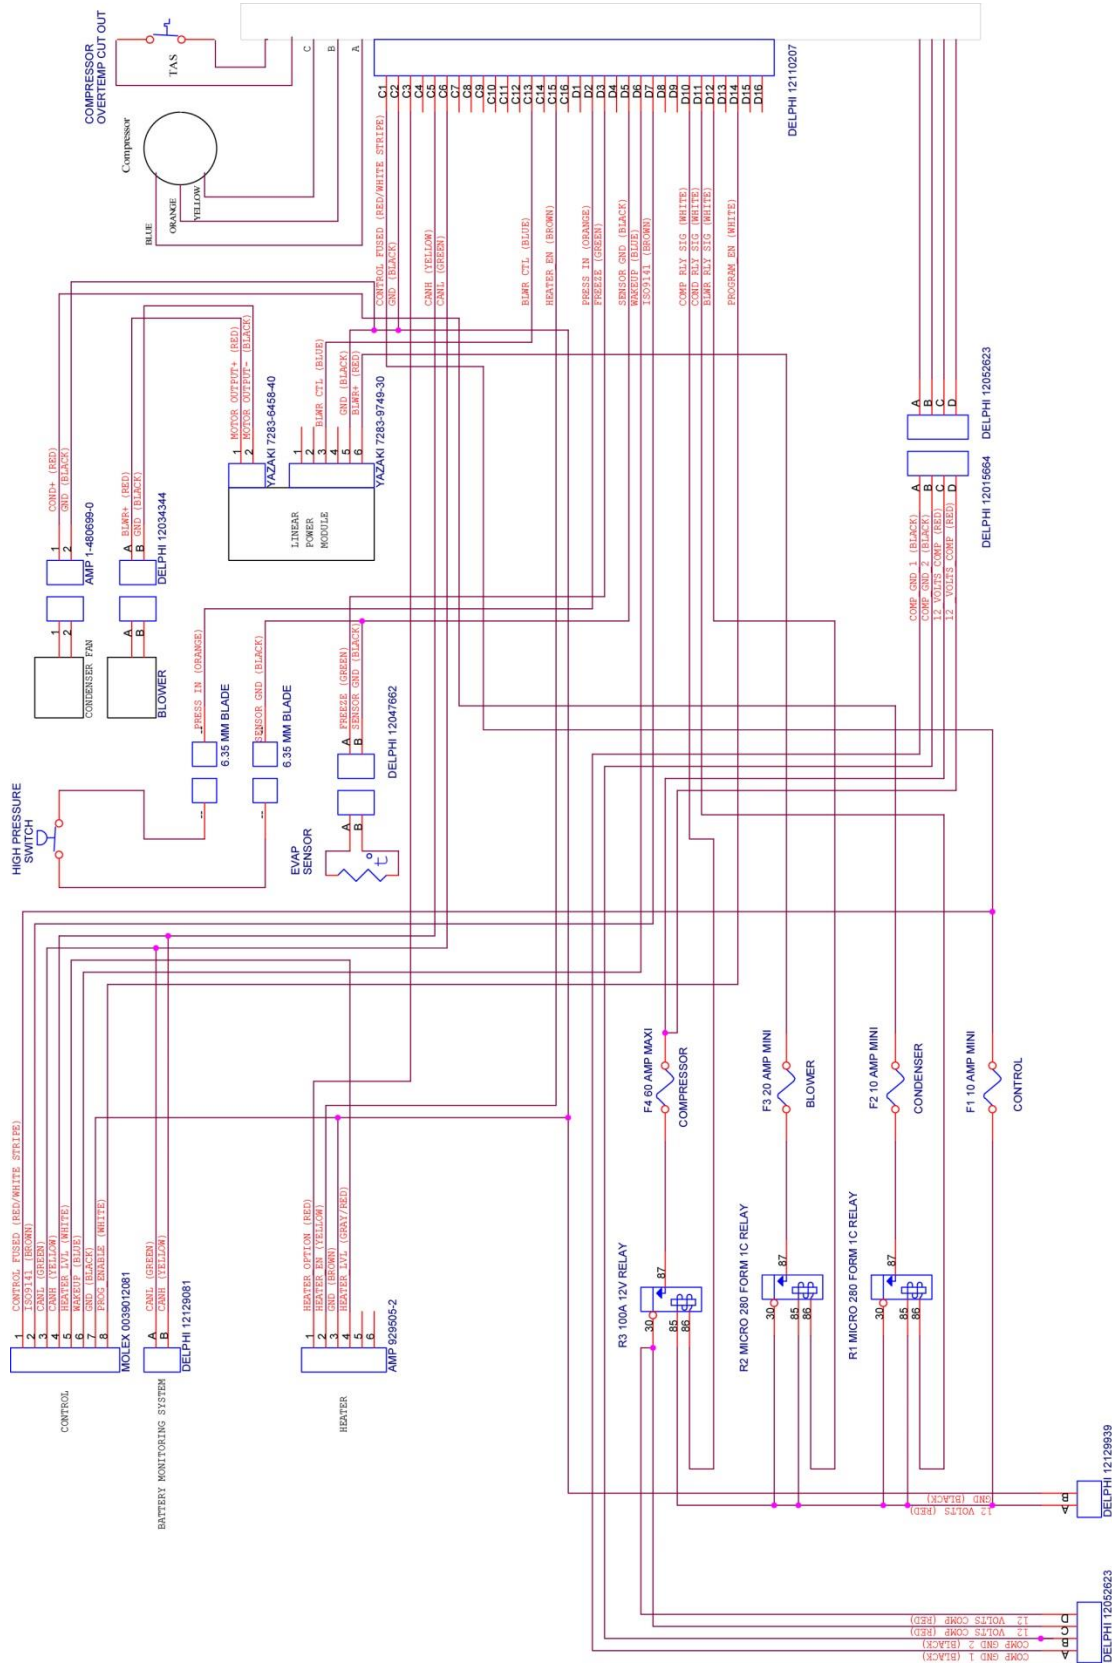 COMPRESSOR
OVERTEMP CUT OUT
TAS
Compressor
BLUE
ORANGE
YELLOW
C
B
A
C1
C2
C3
C4
C5
C6
C7
C8
C9
C10
C11
C12
C13
C14
C15
C16
D1
D2
D3
D4
D5
D6
D7
D8
D9
D10
D11
D12
D13
D14
D15
D16
DELPHI 12110207
CONTROL FUSED (RED/WHITE STRIPE)
GND (BLACK)
CANH (YELLOW)
CANL (GREEN)
BLWR CTL (BLUE)
HEATER EN (BROWN)
PRESS IN (ORANGE)
FREEZE (GREEN)
SENSOR GND (BLACK)
WAKEUP (BLUE)
ISO9141 (BROWN)
COMP RLY SIG (WHITE)
COND RLY SIG (WHITE)
BLWR RLY SIG (WHITE)
PROGRAM EN (WHITE)
COND+ (RED)
GND (BLACK)
1
2
AMP 1-480699-0
1
2
CONDENSER FAN
BLWR+ (RED)
GND (BLACK)
A
B
DELPHI 12034344
A
B
BLOWER
MOTOR OUTPUT+ (RED)
MOTOR OUTPUT- (BLACK)
1
2
YAZAKI 7283-6458-40
LINEAR
POWER
MODULE
1
2
3
4
5
6
BLWR CTL (BLUE)
GND (BLACK)
BLWR+ (RED)
YAZAKI 7283-9749-30
HIGH PRESSURE
SWITCH
PRESS IN (ORANGE)
--
6.35 MM BLADE
--
SENSOR GND (BLACK)
--
6.35 MM BLADE
--
FREEZE (GREEN)
SENSOR GND (BLACK)
A
B
DELPHI 12047662
A
B
EVAP
SENSOR
t
A
B
C
D
DELPHI 12052623
A
B
C
D
DELPHI 12015664
COMP GND 1 (BLACK)
COMP GND 2 (BLACK)
12 VOLTS COMP (RED)
12 VOLTS COMP (RED)
CONTROL FUSED (RED/WHITE STRIPE)
ISO9141 (BROWN)
CANL (GREEN)
CANH (YELLOW)
HEATER LVL (WHITE)
WAKEUP (BLUE)
GND (BLACK)
PROG ENABLE (WHITE)
1
2
3
4
5
6
7
8
MOLEX 0039012081
CONTROL
CANL (GREEN)
CANH (YELLOW)
A
B
DELPHI 12129081
BATTERY MONITORING SYSTEM
HEATER OPTION (RED)
HEATER EN (YELLOW)
GND (BROWN)
HEATER LVL (GRAY/RED)
1
2
3
4
5
6
AMP 929505-2
HEATER
F4 60 AMP MAXI
COMPRESSOR
F3 20 AMP MINI
BLOWER
F2 10 AMP MINI
CONDENSER
F1 10 AMP MINI
CONTROL
R3 100A 12V RELAY
30
85
86
87
R2 MICRO 280 FORM 1C RELAY
30
85
86
87
R1 MICRO 280 FORM 1C RELAY
30
85
86
87
GND (BLACK)
12 VOLTS (RED)
B
A
DELPHI 12129939
12 VOLTS COMP (RED)
12 VOLTS COMP (RED)
COMP GND 2 (BLACK)
COMP GND 1 (BLACK)
D
C
B
A
DELPHI 12052623